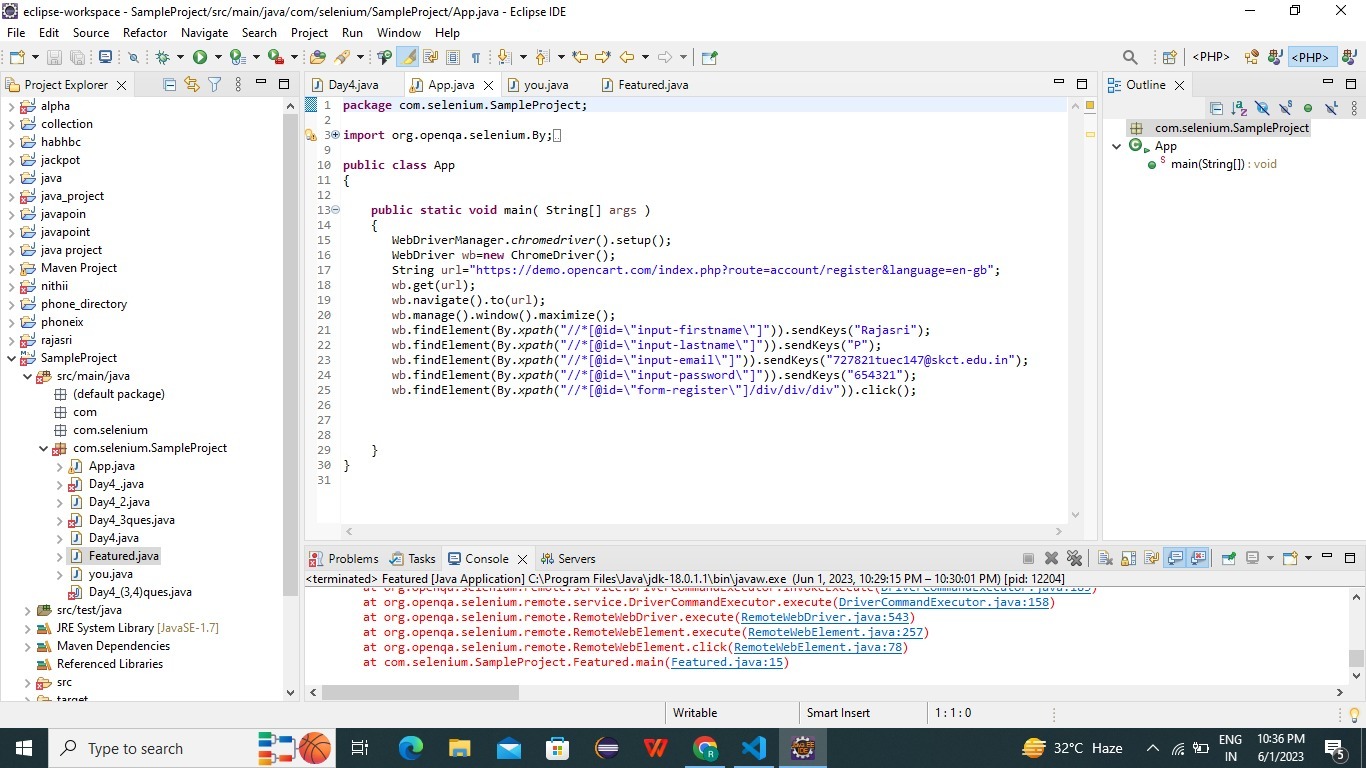 eclipse-workspace - SampleProject/src/main/java/com/selenium/SampleProject/App.java - Eclipse IDE
File Edit Source Refactor Navigate Search Project Run Window Help
<PHP> <PHP>
Project Explorer
alpha
collection
habhbc
jackpot
java
java_project
javapoin
javapoint
java project
Maven Project
nithii
phone_directory
phoneix
rajasri
SampleProject
src/main/java
(default package)
com
com.selenium
com.selenium.SampleProject
App.java
Day4_.java
Day4_2.java
Day4_3ques.java
Day4.java
Featured.java
you.java
Day4_(3,4)ques.java
src/test/java
JRE System Library [JavaSE-1.7]
Maven Dependencies
Referenced Libraries
src
target
Day4.java App.java you.java Featured.java
1 package com.selenium.SampleProject;
2
3 import org.openqa.selenium.By;
9
10 public class App
11 {
12
13 public static void main( String[] args )
14 {
15 WebDriverManager.chromedriver().setup();
16 WebDriver wb=new ChromeDriver();
17 String url="https://demo.opencart.com/index.php?route=account/register&language=en-gb";
18 wb.get(url);
19 wb.navigate().to(url);
20 wb.manage().window().maximize();
21 wb.findElement(By.xpath("//*[@id=\"input-firstname\"]")).sendKeys("Rajasri");
22 wb.findElement(By.xpath("//*[@id=\"input-lastname\"]")).sendKeys("P");
23 wb.findElement(By.xpath("//*[@id=\"input-email\"]")).sendKeys("727821tuec147@skct.edu.in");
24 wb.findElement(By.xpath("//*[@id=\"input-password\"]")).sendKeys("654321");
25 wb.findElement(By.xpath("//*[@id=\"form-register\"]/div/div/div")).click();
26
27
28
29 }
30 }
31
Outline
com.selenium.SampleProject
App
main(String[]) : void
Problems Tasks Console Servers
<terminated> Featured [Java Application] C:\Program Files\Java\jdk-18.0.1.1\bin\javaw.exe (Jun 1, 2023, 10:29:15 PM – 10:30:01 PM) [pid: 12204]
at org.openqa.selenium.remote.service.DriverCommandExecutor.invokeExecute(DriverCommandExecutor.java:185)
at org.openqa.selenium.remote.service.DriverCommandExecutor.execute(DriverCommandExecutor.java:158)
at org.openqa.selenium.remote.RemoteWebDriver.execute(RemoteWebDriver.java:543)
at org.openqa.selenium.remote.RemoteWebElement.execute(RemoteWebElement.java:257)
at org.openqa.selenium.remote.RemoteWebElement.click(RemoteWebElement.java:78)
at com.selenium.SampleProject.Featured.main(Featured.java:15)
Writable Smart Insert 1 : 1 : 0
Type to search
32°C Haze
ENG
IN
10:36 PM
6/1/2023
5